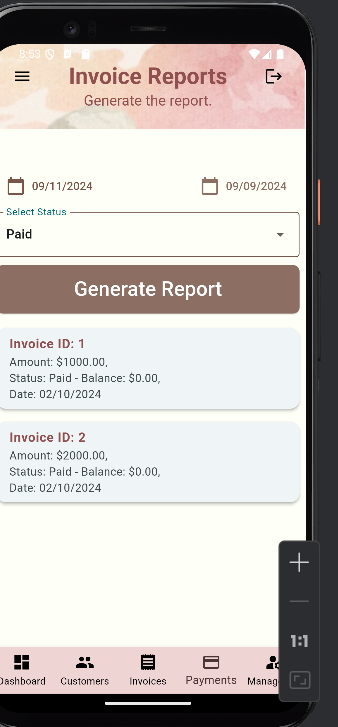 8:53
Invoice Reports
Generate the report.
09/11/2024 09/09/2024
Select Status
Paid
Generate Report
Invoice ID: 1
Amount: $1000.00,
Status: Paid - Balance: $0.00,
Date: 02/10/2024
Invoice ID: 2
Amount: $2000.00,
Status: Paid - Balance: $0.00,
Date: 02/10/2024
1:1
Dashboard Customers Invoices Payments Manag